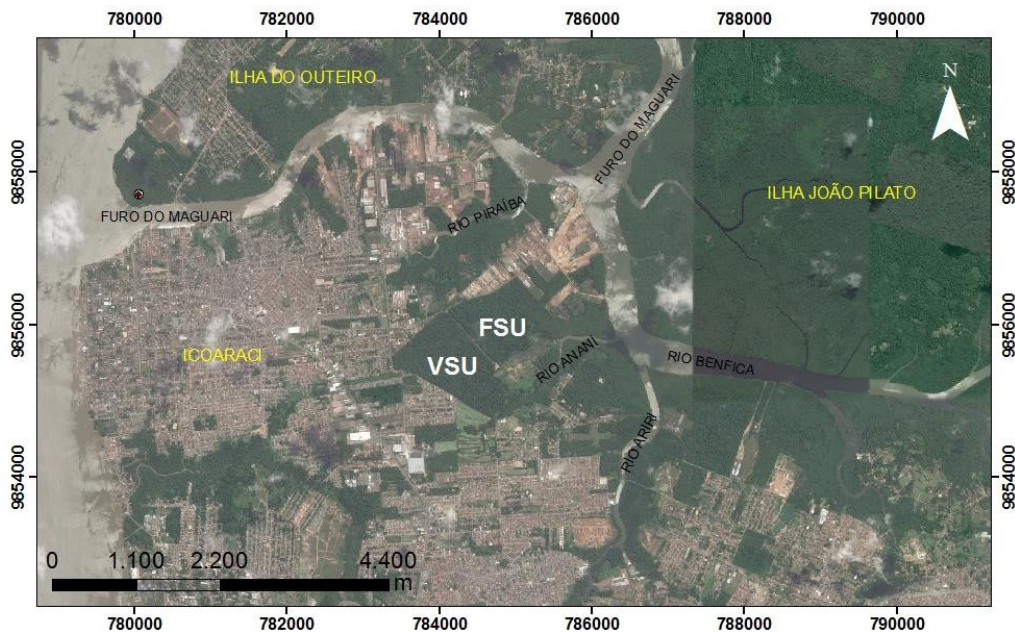 780000 782000 784000 786000 788000 790000
ILHA DO OUTEIRO
N
FURO DO MAGUARI
9858000 9858000
ILHA JOÃO PILATO
RIO PIRAÍBA
FURO DO MAGUARI
9856000 9856000
FSU
ICOARACI
VSU
RIO ANANI
RIO BENFICA
RIO ARIRI
9854000 9854000
0 1.100 2.200 4.400
m
780000 782000 784000 786000 788000 790000